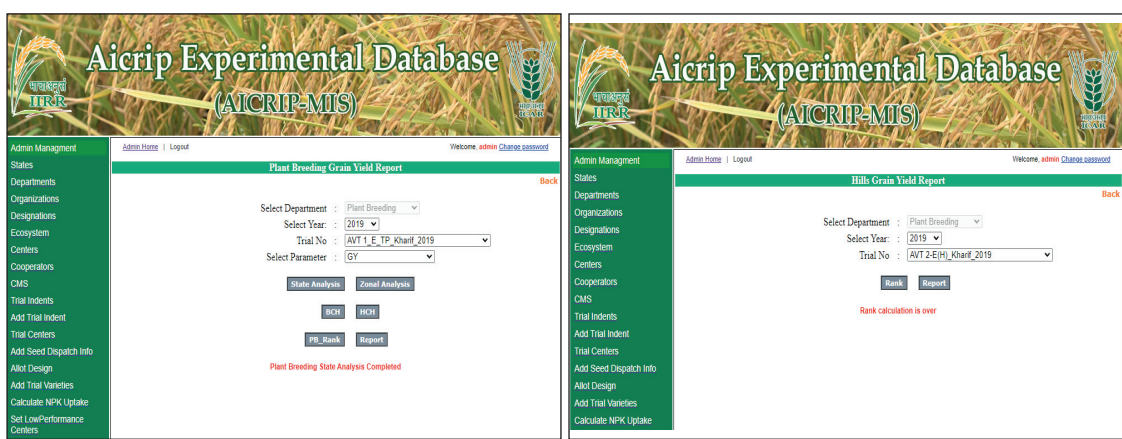 Aicrip Experimental Database
(AICRIP-MIS)
भाचाअनुसं
IIRR
ICAR
Admin Managment
States
Departments
Organizations
Designations
Ecosystem
Centers
Cooperators
CMS
Trial Indents
Add Trial Indent
Trial Centers
Add Seed Dispatch Info
Allot Design
Add Trial Varieties
Calculate NPK Uptake
Set LowPerformance
Centers
Admin Home | Logout
Welcome, admin Change password
Plant Breeding Grain Yield Report
Back
Select Department : Plant Breeding
Select Year: : 2019
Trial No : AVT 1_E_TP_Kharif_2019
Select Parameter : GY
State Analysis Zonal Analysis
BCH HCH
PB_Rank Report
Plant Breeding State Analysis Completed
Aicrip Experimental Database
(AICRIP-MIS)
भाचाअनुसं
IIRR
ICAR
Admin Managment
States
Departments
Organizations
Designations
Ecosystem
Centers
Cooperators
CMS
Trial Indents
Add Trial Indent
Trial Centers
Add Seed Dispatch Info
Allot Design
Add Trial Varieties
Calculate NPK Uptake
Admin Home | Logout
Welcome, admin Change password
Hills Grain Yield Report
Back
Select Department : Plant Breeding
Select Year: : 2019
Trial No : AVT 2-E(H)_Kharif_2019
Rank Report
Rank calculation is over